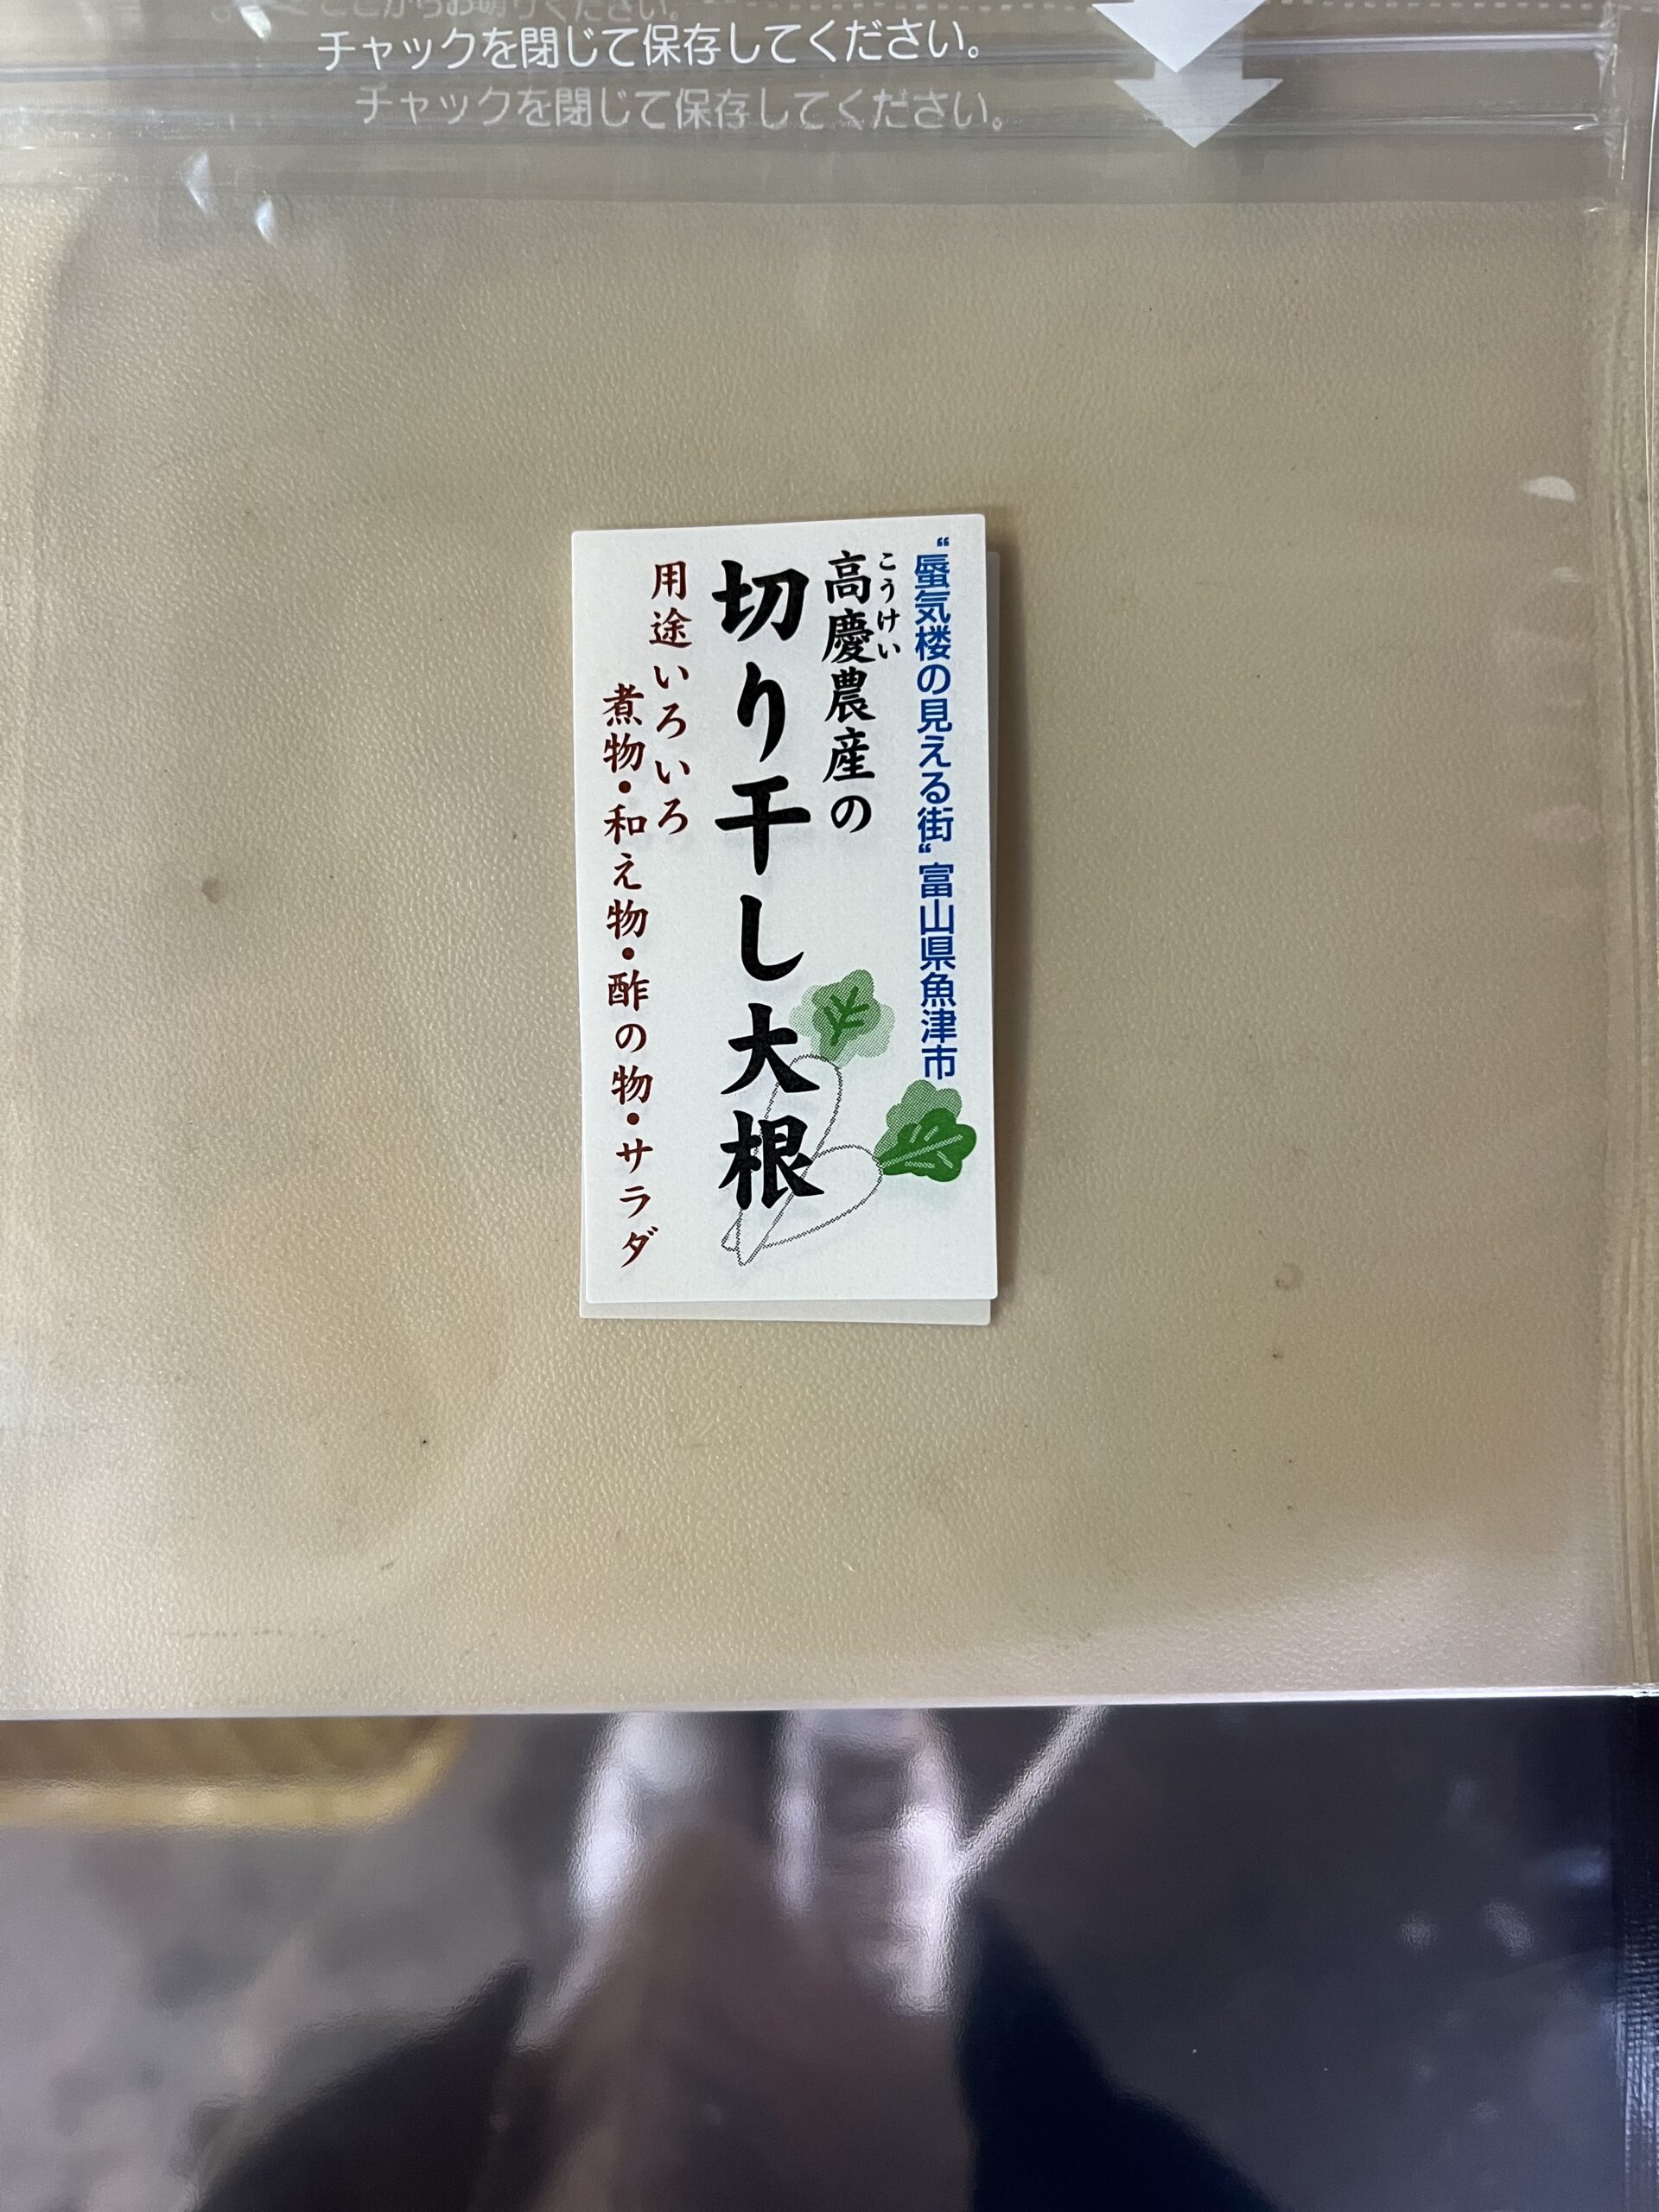 チャックを閉じて保存してください。
チャックを閉じて保存してください。
“蜃気楼の見える街“ 富山県魚津市
こうけい
高慶農産の
切り干し大根
用途いろいろ
煮物・和え物・酢の物・サラダ